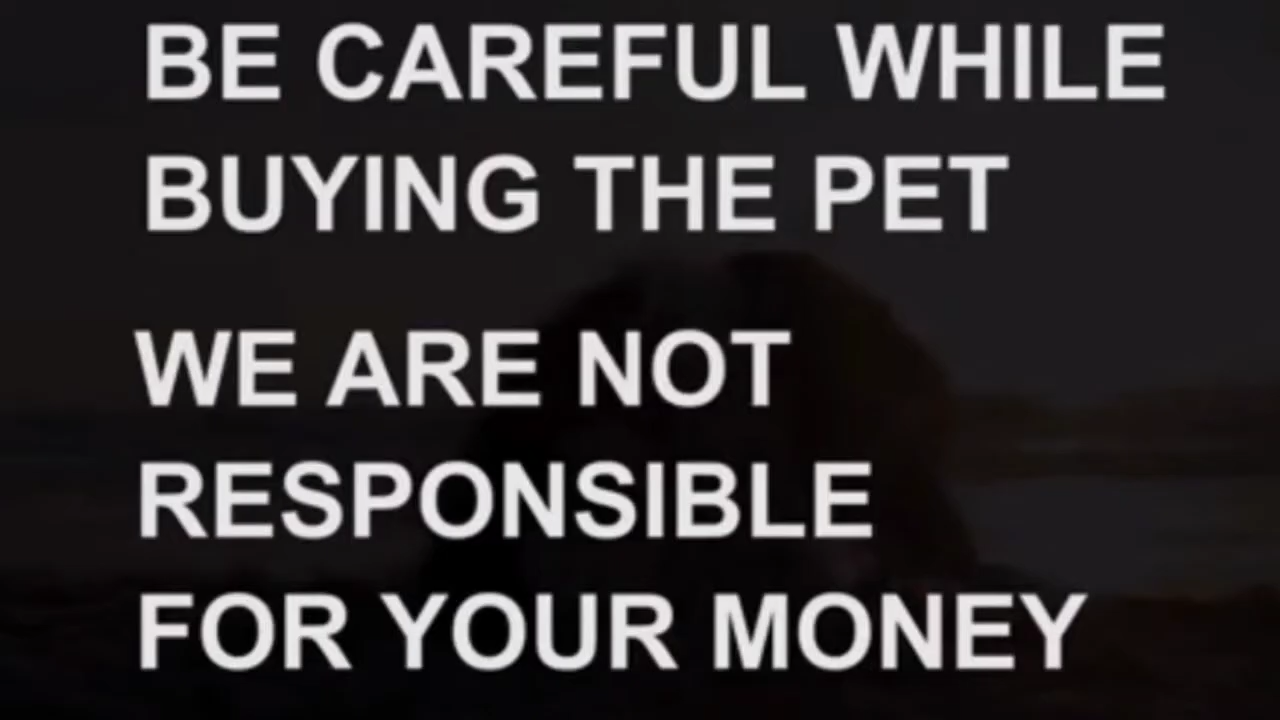 BE CAREFUL WHILE
BUYING THE PET
WE ARE NOT
RESPONSIBLE
FOR YOUR MONEY